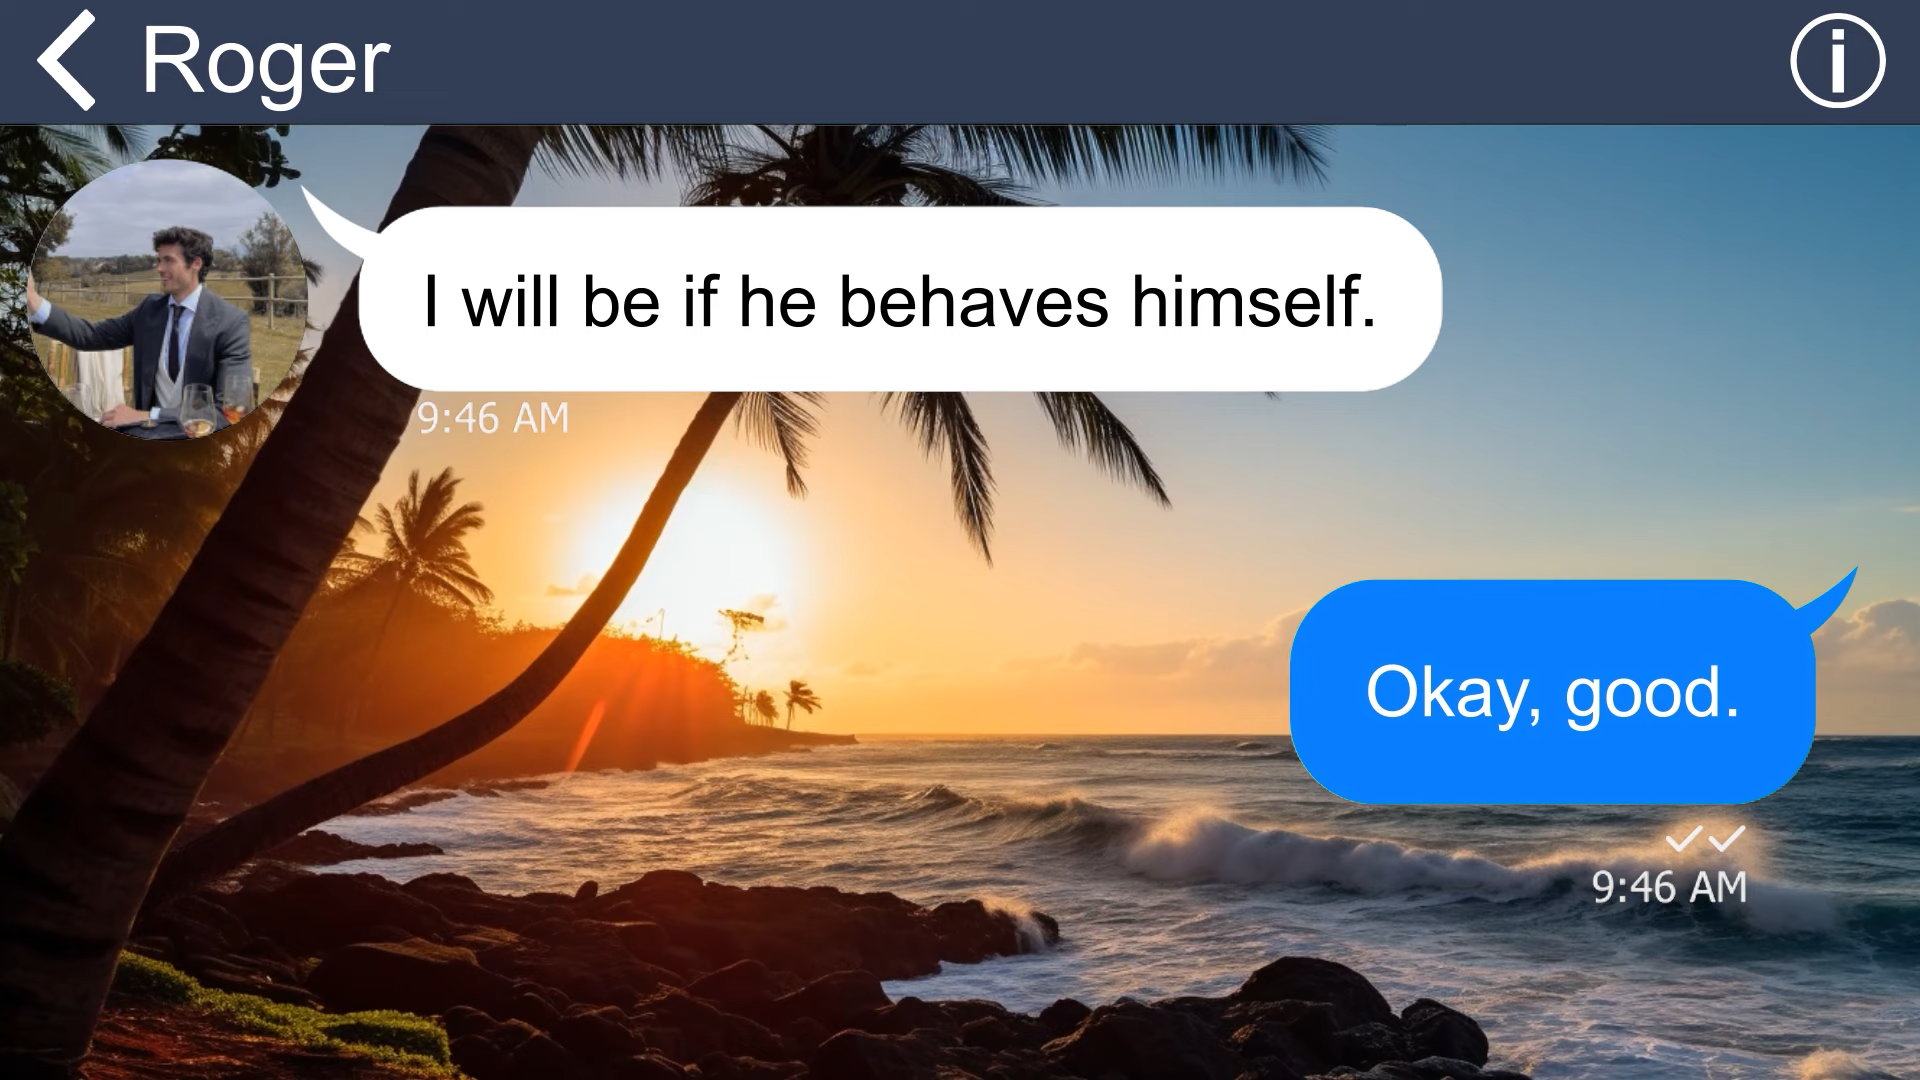 Roger
I will be if he behaves himself.
9:46 AM
Okay, good.
9:46 AM